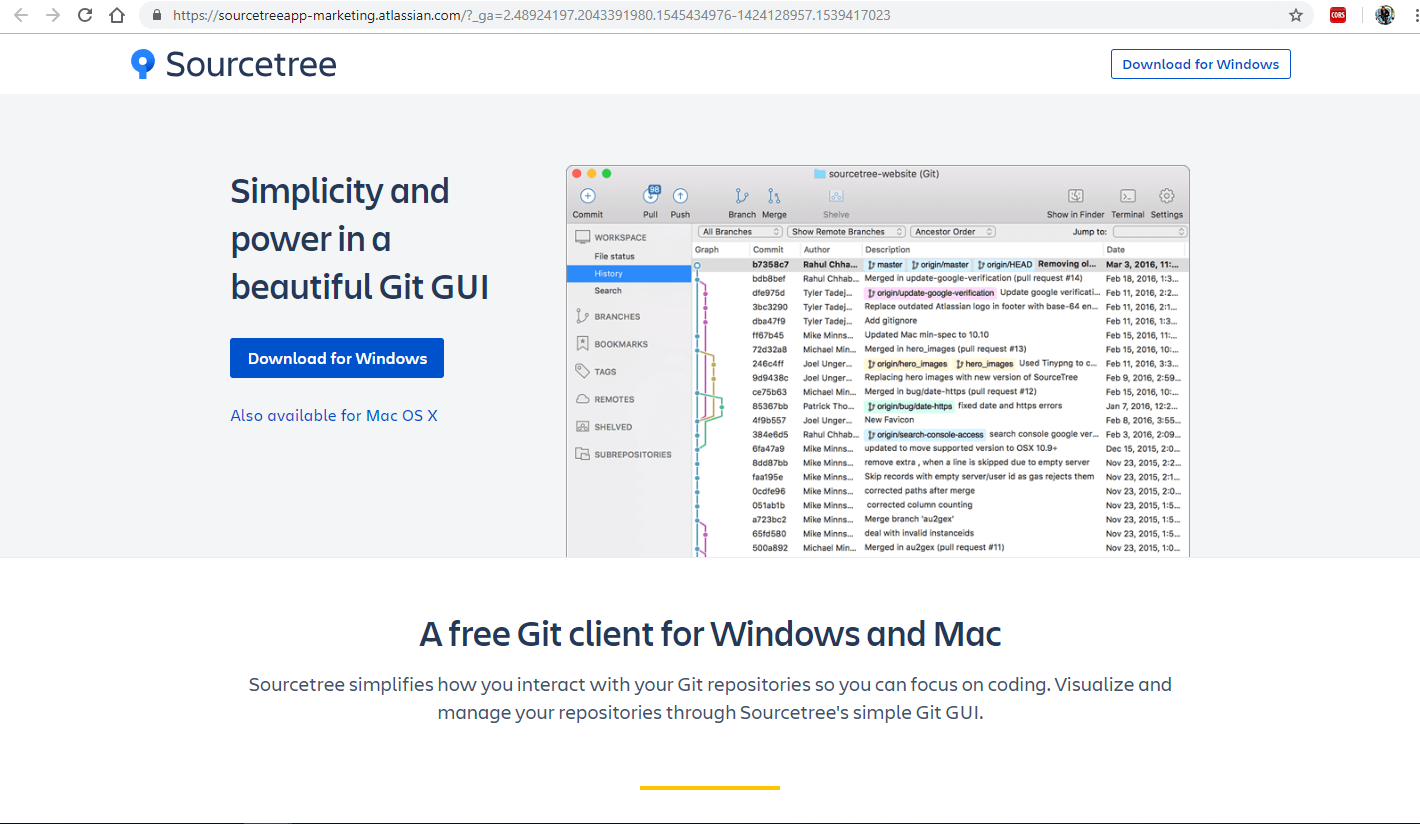 https://sourcetreeapp-marketing.atlassian.com/?_ga=2.48924197.2043391980.1545434976-1424128957.1539417023
CORS
Sourcetree
Download for Windows
Simplicity and
power in a
beautiful Git GUI
Download for Windows
Also available for Mac OS X
sourcetree-website (Git)
98
Commit Pull Push Branch Merge Shelve Show in Finder Terminal Settings
All Branches Show Remote Branches Ancestor Order Jump to:
WORKSPACE
File status
History
Search
BRANCHES
BOOKMARKS
TAGS
REMOTES
SHELVED
SUBREPOSITORIES
Graph Commit Author Description Date
b7358c7 Rahul Chha... master origin/master origin/HEAD Removing ol... Mar 3, 2016, 11:...
bdb8bef Rahul Chhab... Merged in update-google-verification (pull request #14) Feb 18, 2016, 1:3...
dfe975d Tyler Tadej... origin/update-google-verification Update google verificati... Feb 11, 2016, 2:2...
3bc3290 Tyler Tadej... Replace outdated Atlassian logo in footer with base-64 en... Feb 11, 2016, 2:1...
dba47f9 Tyler Tadej... Add gitignore Feb 11, 2016, 1:3...
ff67b45 Mike Minns... Updated Mac min-spec to 10.10 Feb 15, 2016, 11:...
72d32a8 Michael Min... Merged in hero_images (pull request #13) Feb 15, 2016, 10:...
246c4ff Joel Unger... origin/hero_images hero_images Used Tinypng to c... Feb 11, 2016, 3:3...
9d9438c Joel Unger... Replacing hero images with new version of SourceTree Feb 9, 2016, 2:59...
ce75b63 Michael Min... Merged in bug/date-https (pull request #12) Feb 15, 2016, 10:...
85367bb Patrick Tho... origin/bug/date-https fixed date and https errors Jan 7, 2016, 12:2...
4f9b557 Joel Unger... New Favicon Feb 8, 2016, 3:55...
384e6d5 Rahul Chhab... origin/search-console-access search console google ver... Feb 3, 2016, 2:09...
6fa47a9 Mike Minns... updated to move supported version to OSX 10.9+ Dec 15, 2015, 2:0...
8dd87bb Mike Minns... remove extra , when a line is skipped due to empty server Nov 23, 2015, 2:2...
faa195e Mike Minns... Skip records with empty server/user id as gas rejects them Nov 23, 2015, 2:1...
0cdfe96 Mike Minns... corrected paths after merge Nov 23, 2015, 2:0...
051ab1b Mike Minns... corrected column counting Nov 23, 2015, 1:5...
a723bc2 Mike Minns... Merge branch 'au2gex' Nov 23, 2015, 1:5...
65fd580 Mike Minns... deal with invalid instanceids Nov 23, 2015, 1:5...
500a892 Michael Min... Merged in au2gex (pull request #11) Nov 23, 2015, 1:0...
A free Git client for Windows and Mac
Sourcetree simplifies how you interact with your Git repositories so you can focus on coding. Visualize and
manage your repositories through Sourcetree's simple Git GUI.